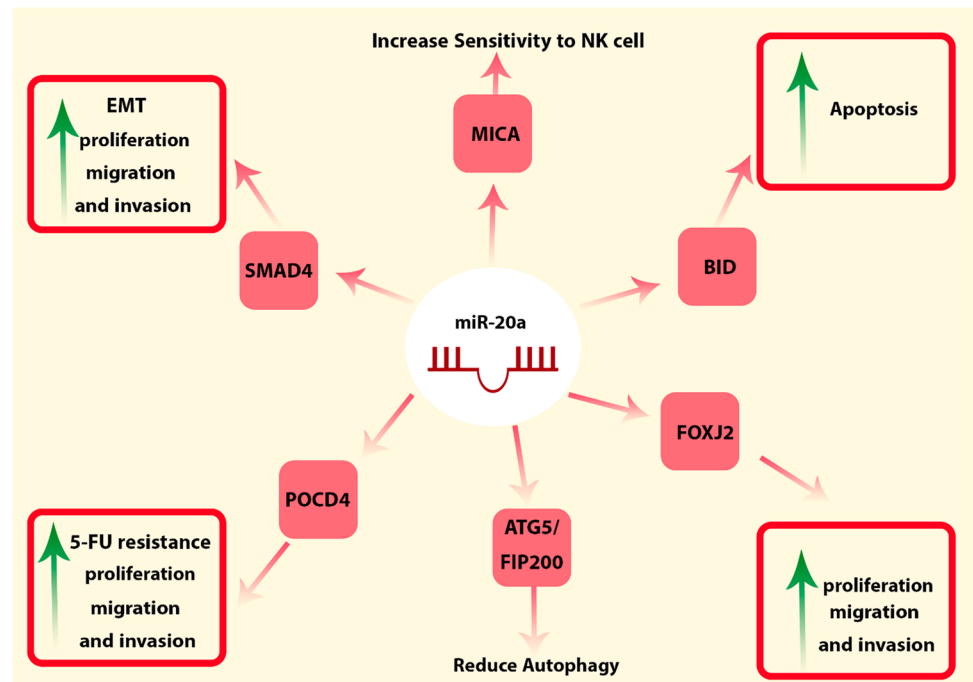 Increase Sensitivity to NK cell
MICA
EMT
proliferation
migration
and invasion
SMAD4
Apoptosis
BID
miR-20a
FOXJ2
proliferation
migration
and invasion
POCD4
5-FU resistance
proliferation
migration
and invasion
ATG5/
FIP200
Reduce Autophagy